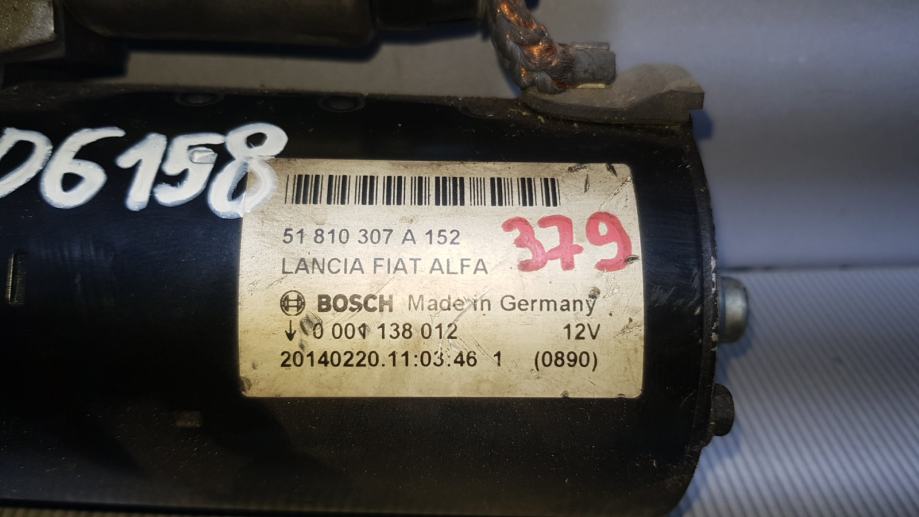 D6158
51 810 307 A 152
379
LANCIA FIAT ALFA
BOSCH Made in Germany
↓ 0 001 138 012 12V
20140220.11:03.46 1 (0890)